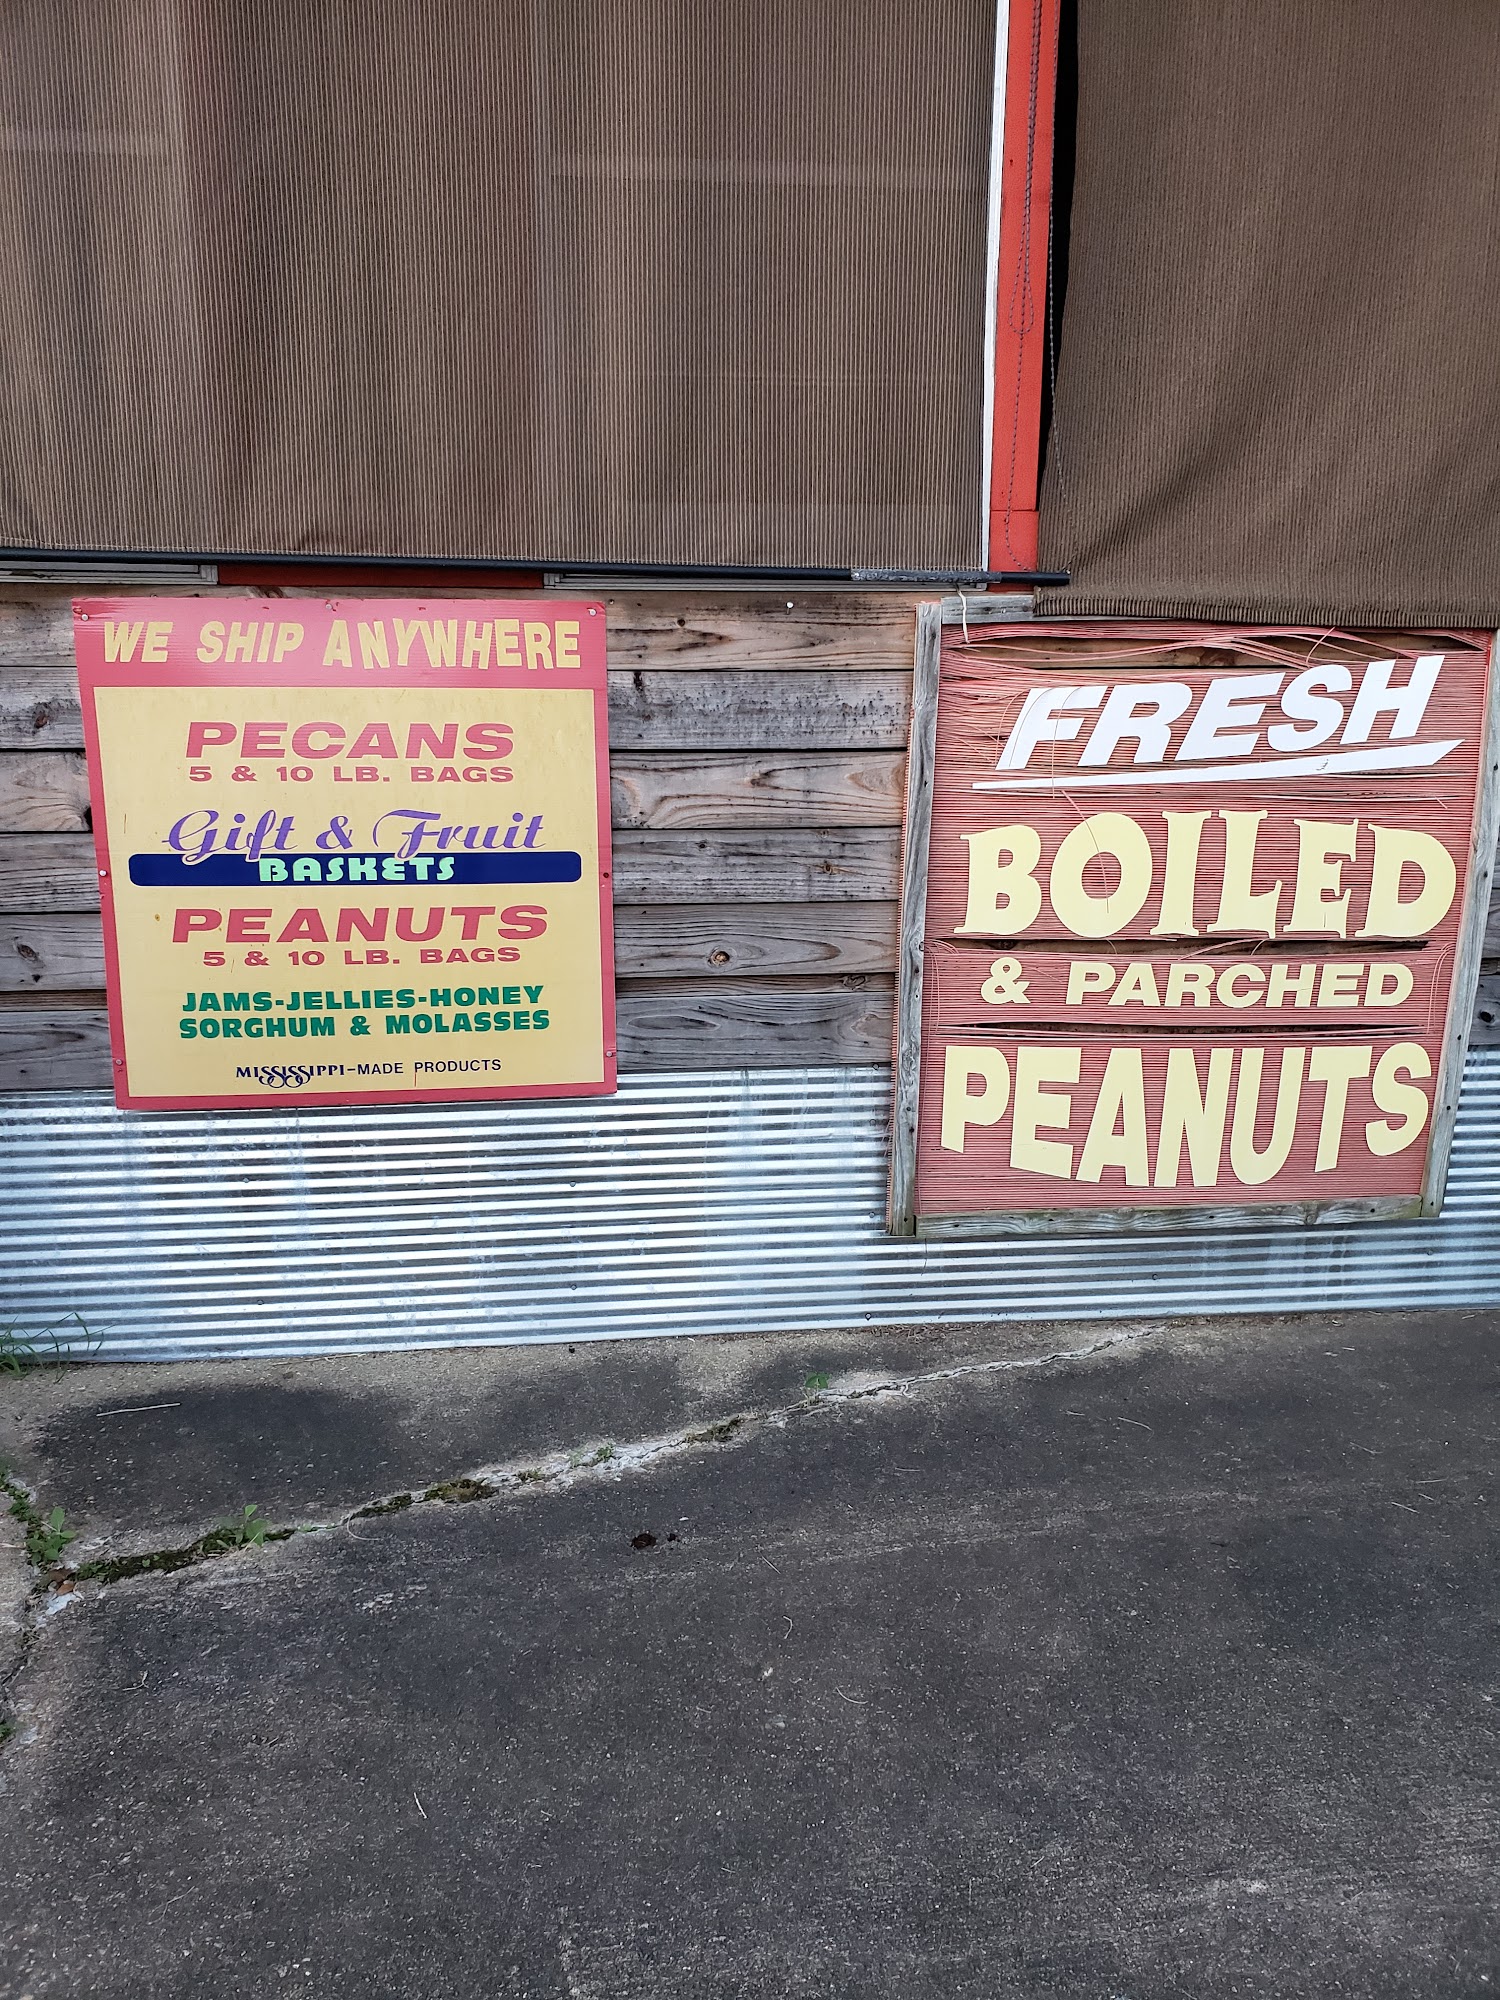 WE SHIP ANYWHERE
PECANS
5 & 10 LB. BAGS
Gift & Fruit
BASKETS
PEANUTS
5 & 10 LB. BAGS
JAMS-JELLIES-HONEY
SORGHUM & MOLASSES
MISSISSIPPI-MADE PRODUCTS
FRESH
BOILED
& PARCHED
PEANUTS